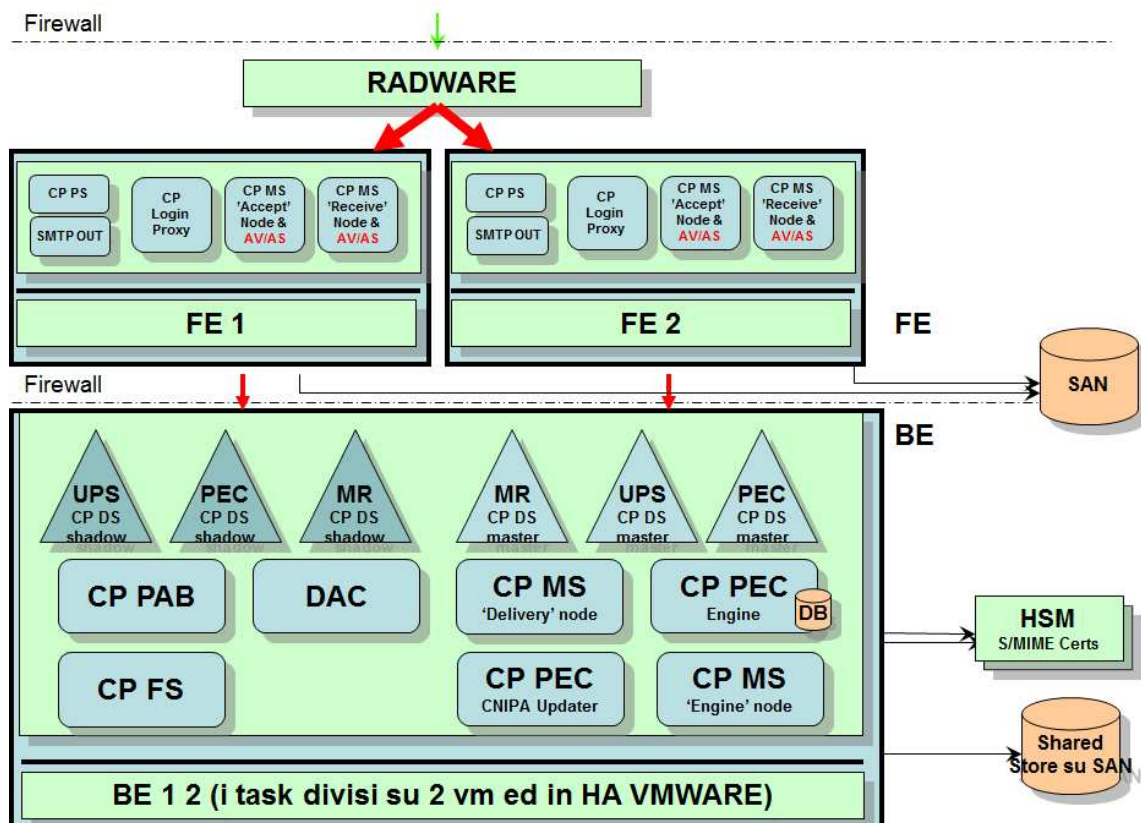 Firewall
RADWARE
CP PS
SMTP OUT
CP
Login
Proxy
CP MS
'Accept'
Node &
AV/AS
CP MS
'Receive'
Node &
AV/AS
FE 1
CP PS
SMTP OUT
CP
Login
Proxy
CP MS
'Accept'
Node &
AV/AS
CP MS
'Receive'
Node &
AV/AS
FE 2
FE
SAN
Firewall
BE
UPS
CP DS
shadow
PEC
CP DS
shadow
MR
CP DS
shadow
MR
CP DS
master
UPS
CP DS
master
PEC
CP DS
master
CP PAB
DAC
CP MS
'Delivery' node
CP PEC
Engine
DB
CP FS
CP PEC
CNIPA Updater
CP MS
'Engine' node
HSM
S/MIME Certs
Shared
Store su SAN
BE 1 2 (i task divisi su 2 vm ed in HA VMWARE)